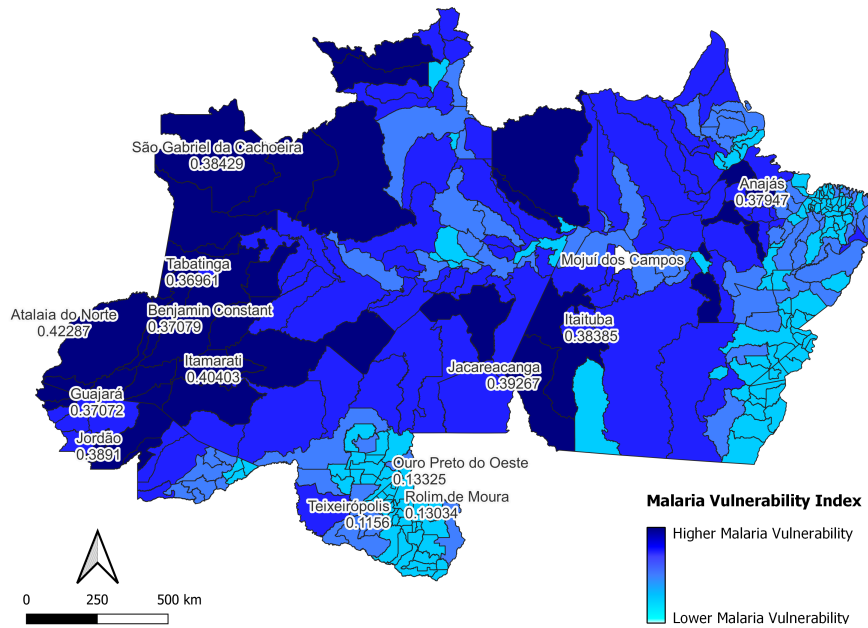 São Gabriel da Cachoeira
0.38429
Anajás
0.37947
Tabatinga
0.36961
Mojuí dos Campos
Atalaia do Norte
0.42287
Benjamin Constant
0.37079
Itaituba
0.38385
Itamarati
0.40403
Jacareacanga
0.39267
Guajará
0.37072
Jordão
0.3891
Ouro Preto do Oeste
0.13325
Teixeirópolis
0.1156
Rolim de Moura
0.13034
Malaria Vulnerability Index
Higher Malaria Vulnerability
Lower Malaria Vulnerability
0 250 500 km